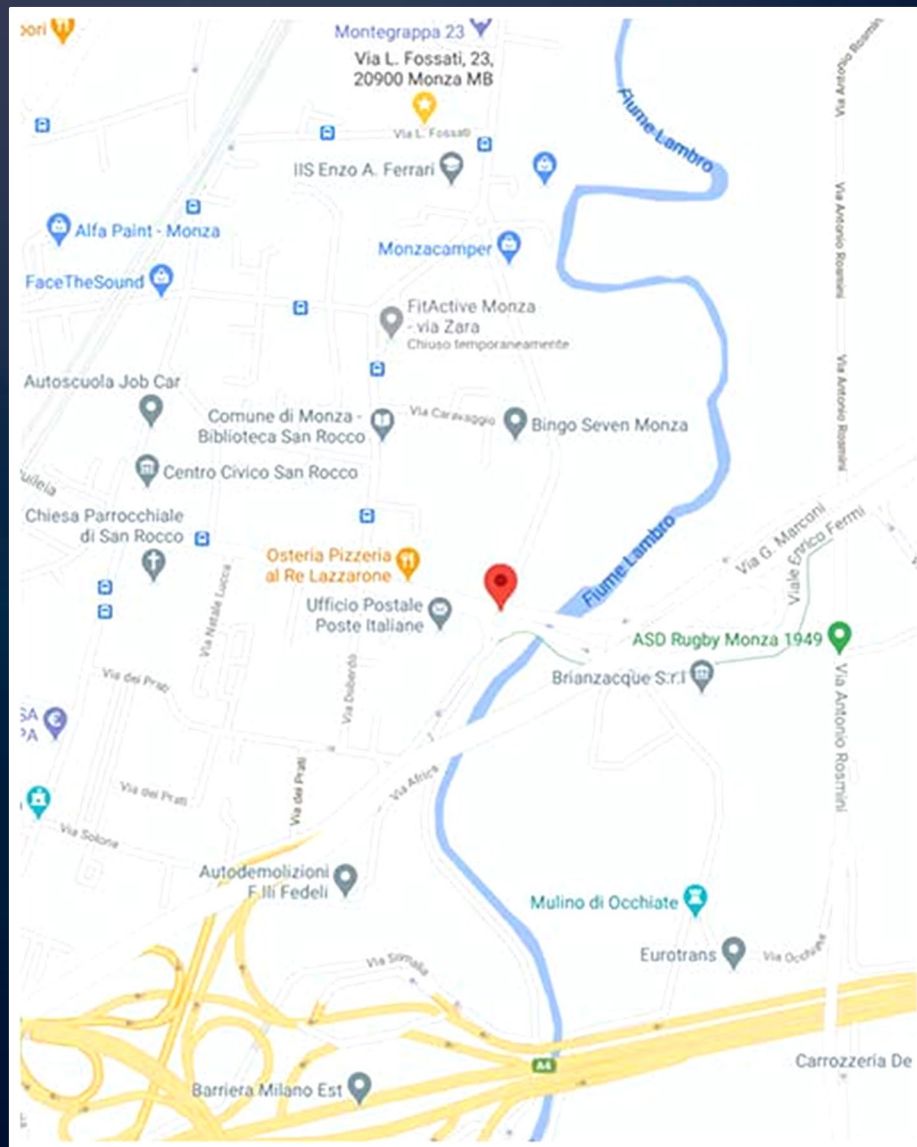 Montegrappa 23
Via L. Fossati, 23,
20900 Monza MB
Via L. Fossati
Fiume Lambro
IIS Enzo A. Ferrari
Via Antonio Rosmini
Alfa Paint - Monza
Monzacamper
FaceTheSound
FitActive Monza
- via Zara
Chiuso temporaneamente
Via Antonio Rosmini
Autoscuola Job Car
Comune di Monza -
Biblioteca San Rocco
Via Caravaggio
Bingo Seven Monza
Centro Civico San Rocco
Chiesa Parrocchiale
di San Rocco
Via G. Marconi
Viale Enrico Fermi
Osteria Pizzeria
al Re Lazzarone
Fiume Lambro
Ufficio Postale
Poste Italiane
Via Natale Lucca
ASD Rugby Monza 1949
Brianzacque S.r.l
Via Doberdò
Via dei Prati
Via Antonio Rosmini
Via Africa
Via dei Prati
Via dei Prati
Via Solone
Autodemolizioni
F.lli Fedeli
Mulino di Occhiate
Eurotrans
Via Occhiate
Via Somalia
A4
Carrozzeria De
Barriera Milano Est